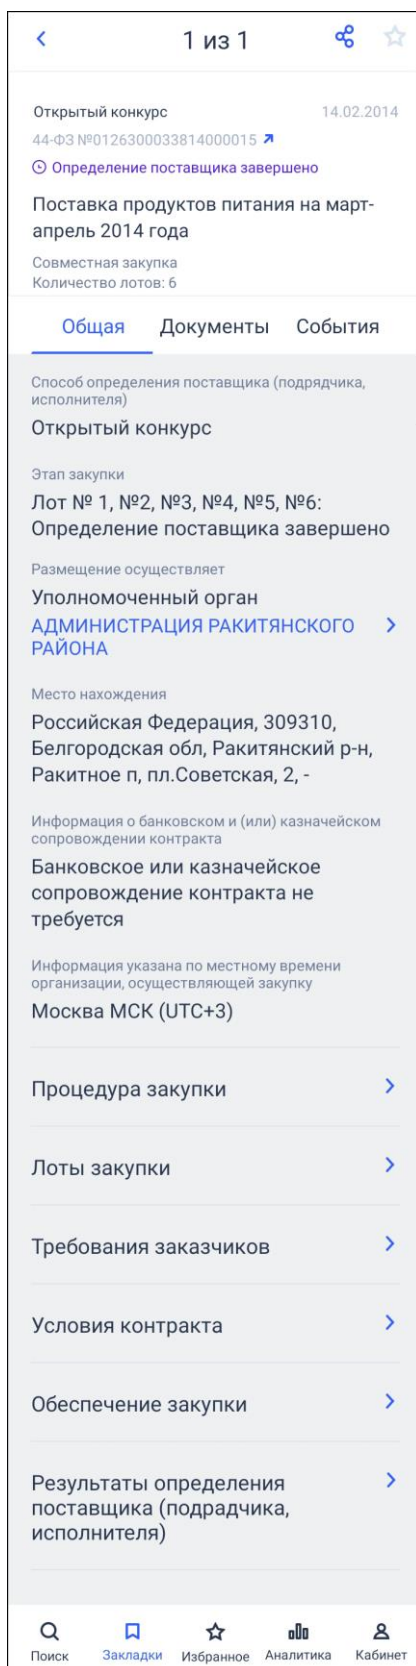 1 из 1
Открытый конкурс 14.02.2014
44-ФЗ №0126300033814000015
Определение поставщика завершено
Поставка продуктов питания на март-
апрель 2014 года
Совместная закупка
Количество лотов: 6
Общая Документы События
Способ определения поставщика (подрядчика,
исполнителя)
Открытый конкурс
Этап закупки
Лот № 1, №2, №3, №4, №5, №6:
Определение поставщика завершено
Размещение осуществляет
Уполномоченный орган
АДМИНИСТРАЦИЯ РАКИТЯНСКОГО
РАЙОНА
Место нахождения
Российская Федерация, 309310,
Белгородская обл, Ракитянский р-н,
Ракитное п, пл.Советская, 2, -
Информация о банковском и (или) казначейском
сопровождении контракта
Банковское или казначейское
сопровождение контракта не
требуется
Информация указана по местному времени
организации, осуществляющей закупку
Москва МСК (UTC+3)
Процедура закупки
Лоты закупки
Требования заказчиков
Условия контракта
Обеспечение закупки
Результаты определения
поставщика (подрадчика,
исполнителя)
Поиск Закладки Избранное Аналитика Кабинет